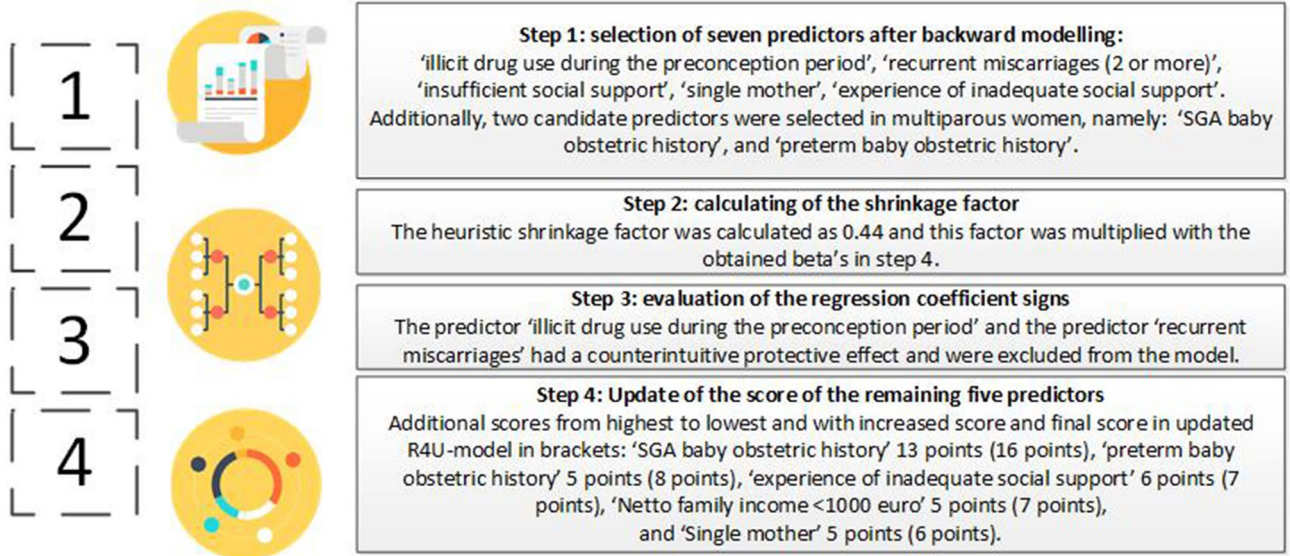 1
Step 1: selection of seven predictors after backward modelling:
‘illicit drug use during the preconception period’, ‘recurrent miscarriages (2 or more)’,
‘insufficient social support’, ‘single mother’, ‘experience of inadequate social support’.
Additionally, two candidate predictors were selected in multiparous women, namely: ‘SGA baby
obstetric history’, and ‘preterm baby obstetric history’.
2
Step 2: calculating of the shrinkage factor
The heuristic shrinkage factor was calculated as 0.44 and this factor was multiplied with the
obtained beta’s in step 4.
3
Step 3: evaluation of the regression coefficient signs
The predictor ‘illicit drug use during the preconception period’ and the predictor ‘recurrent
miscarriages’ had a counterintuitive protective effect and were excluded from the model.
4
Step 4: Update of the score of the remaining five predictors
Additional scores from highest to lowest and with increased score and final score in updated
R4U-model in brackets: ‘SGA baby obstetric history’ 13 points (16 points), ‘preterm baby
obstetric history’ 5 points (8 points), ‘experience of inadequate social support’ 6 points (7
points), ‘Netto family income <1000 euro’ 5 points (7 points),
and ‘Single mother’ 5 points (6 points).